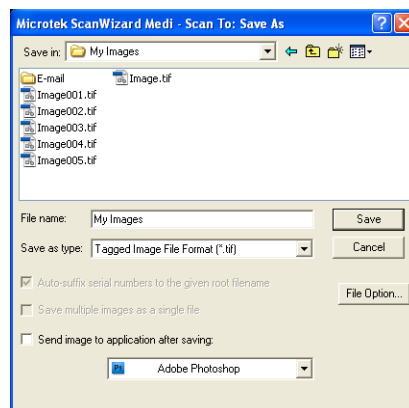 Microtek ScanWizard Medi - Scan To: Save As
Save in: My Images
E-mail Image.tif
Image001.tif
Image002.tif
Image003.tif
Image004.tif
Image005.tif
File name: My Images Save
Save as type: Tagged Image File Format (*.tif) Cancel
Auto-suffix serial numbers to the given root filename
File Option...
Save multiple images as a single file
Send image to application after saving:
Ps Adobe Photoshop